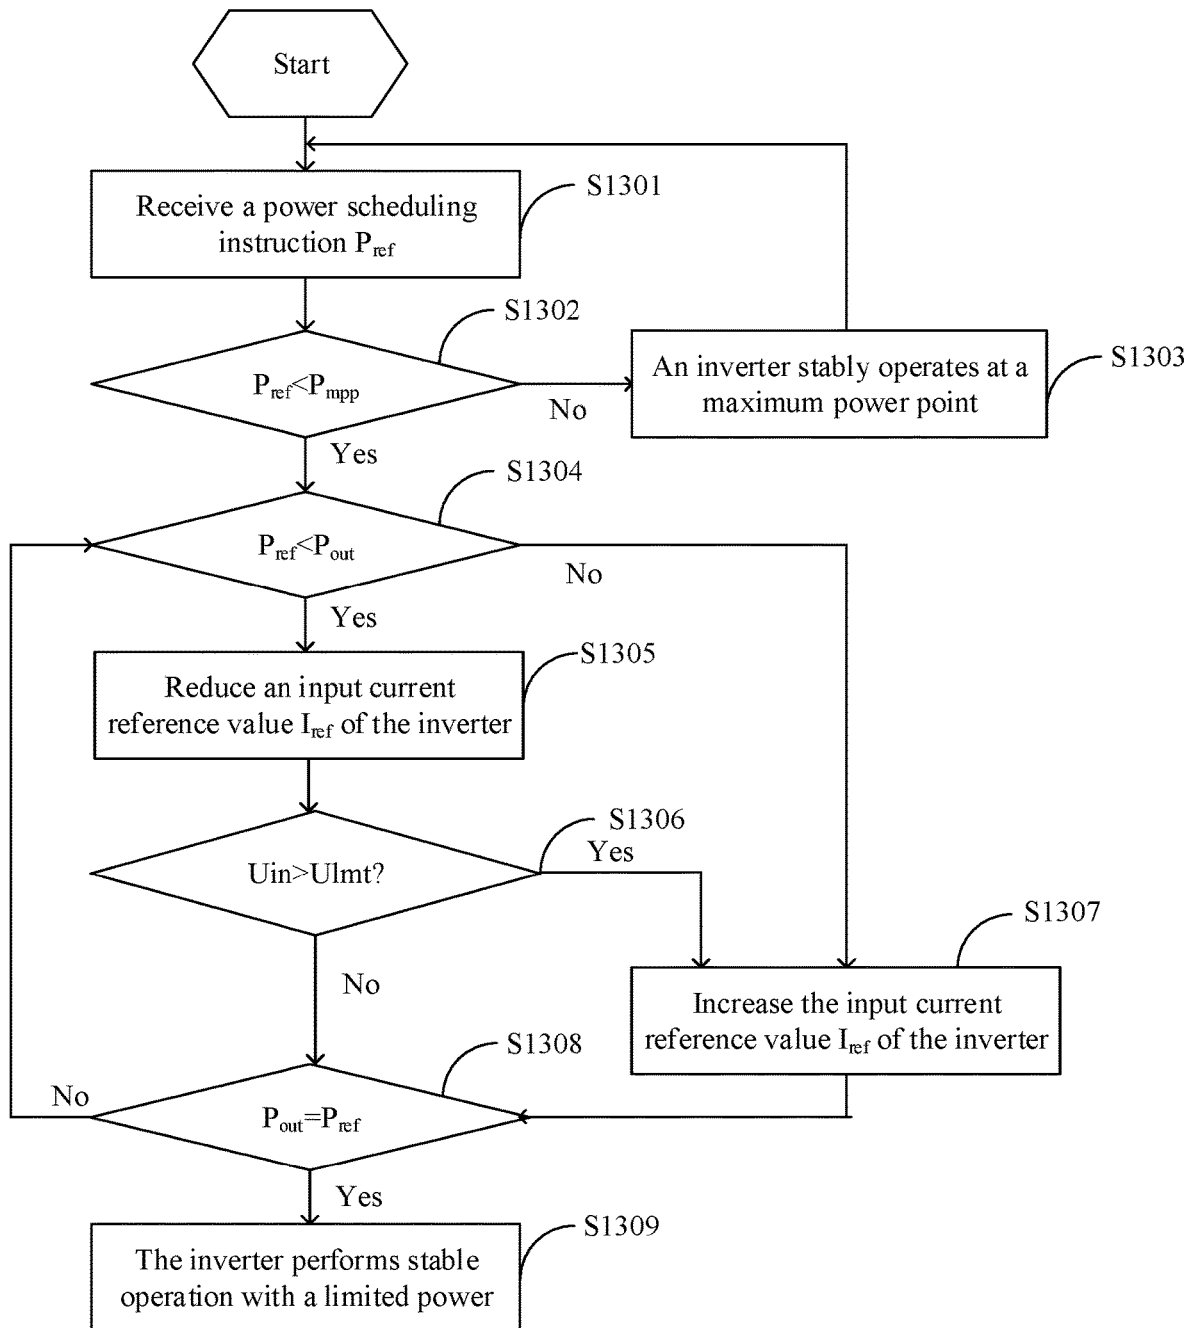 Start
Receive a power scheduling
instruction Pref
S1301
Pref<Pmpp
S1302
No
Yes
An inverter stably operates at a
maximum power point
S1303
Pref<Pout
S1304
No
Yes
Reduce an input current
reference value Iref of the inverter
S1305
Uin>Ulmt?
S1306
Yes
No
Increase the input current
reference value Iref of the inverter
S1307
Pout=Pref
S1308
No
Yes
The inverter performs stable
operation with a limited power
S1309